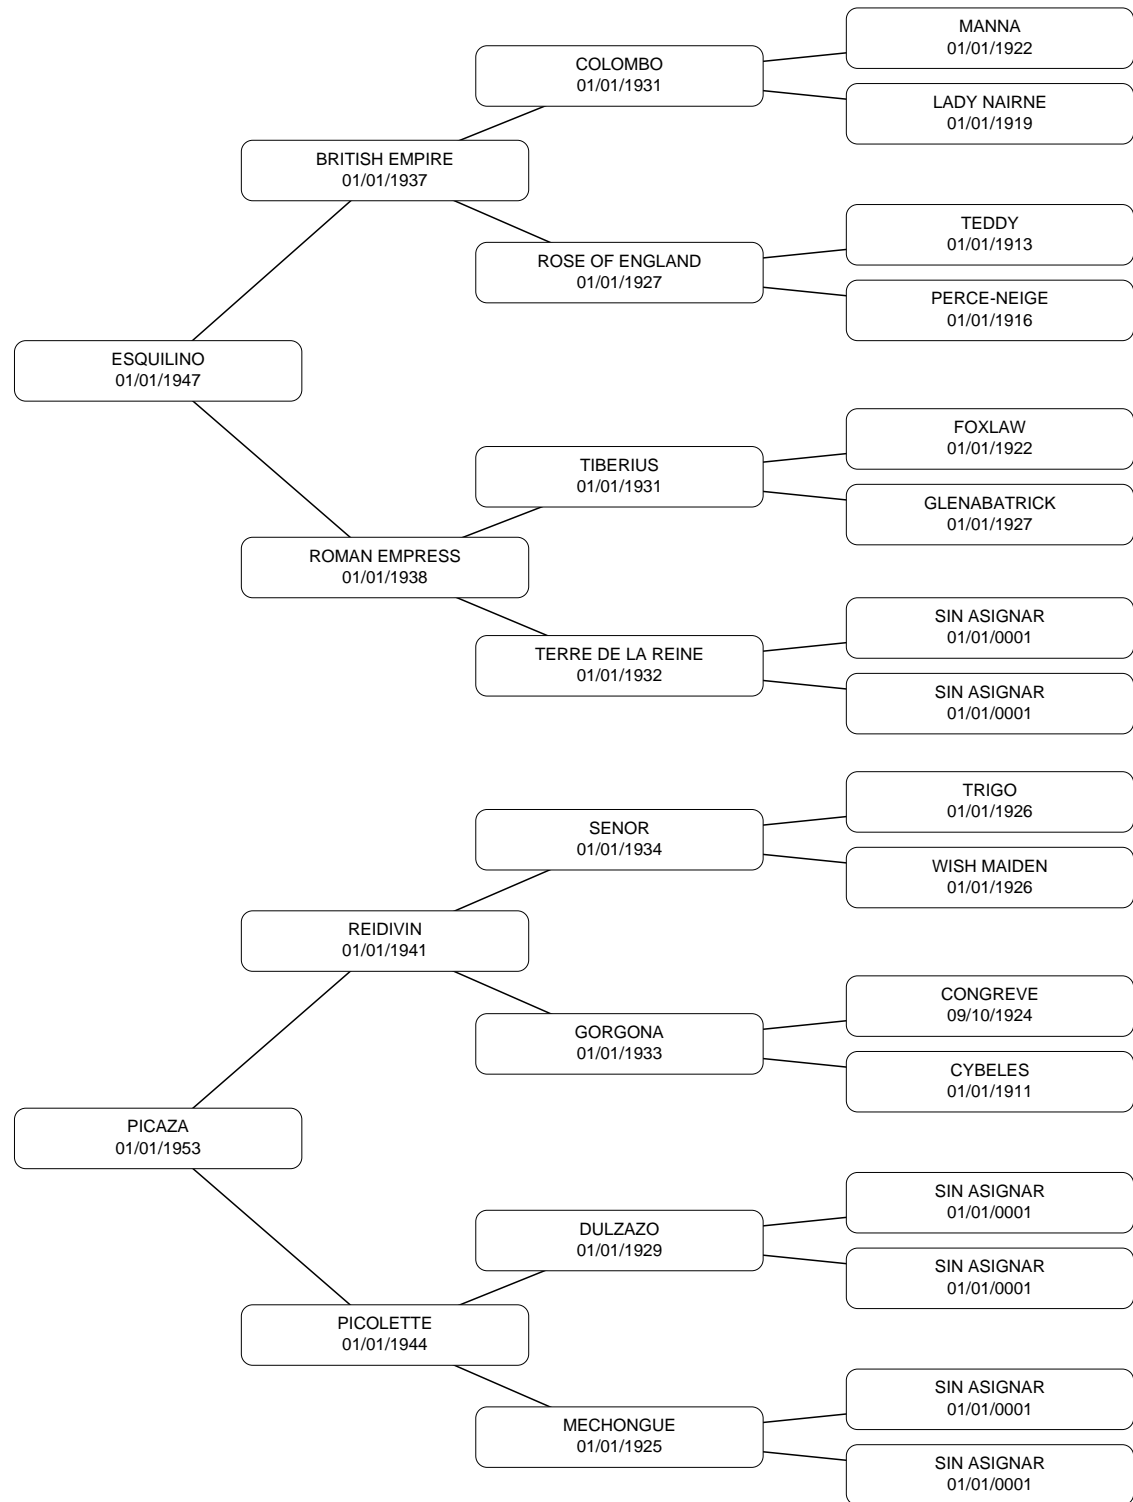 MANNA
01/01/1922
COLOMBO
01/01/1931
LADY NAIRNE
01/01/1919
BRITISH EMPIRE
01/01/1937
TEDDY
01/01/1913
ROSE OF ENGLAND
01/01/1927
PERCE-NEIGE
01/01/1916
ESQUILINO
01/01/1947
FOXLAW
01/01/1922
TIBERIUS
01/01/1931
GLENABATRICK
01/01/1927
ROMAN EMPRESS
01/01/1938
SIN ASIGNAR
01/01/0001
TERRE DE LA REINE
01/01/1932
SIN ASIGNAR
01/01/0001
TRIGO
01/01/1926
SENOR
01/01/1934
WISH MAIDEN
01/01/1926
REIDIVIN
01/01/1941
CONGREVE
09/10/1924
GORGONA
01/01/1933
CYBELES
01/01/1911
PICAZA
01/01/1953
SIN ASIGNAR
01/01/0001
DULZAZO
01/01/1929
SIN ASIGNAR
01/01/0001
PICOLETTE
01/01/1944
SIN ASIGNAR
01/01/0001
MECHONGUE
01/01/1925
SIN ASIGNAR
01/01/0001